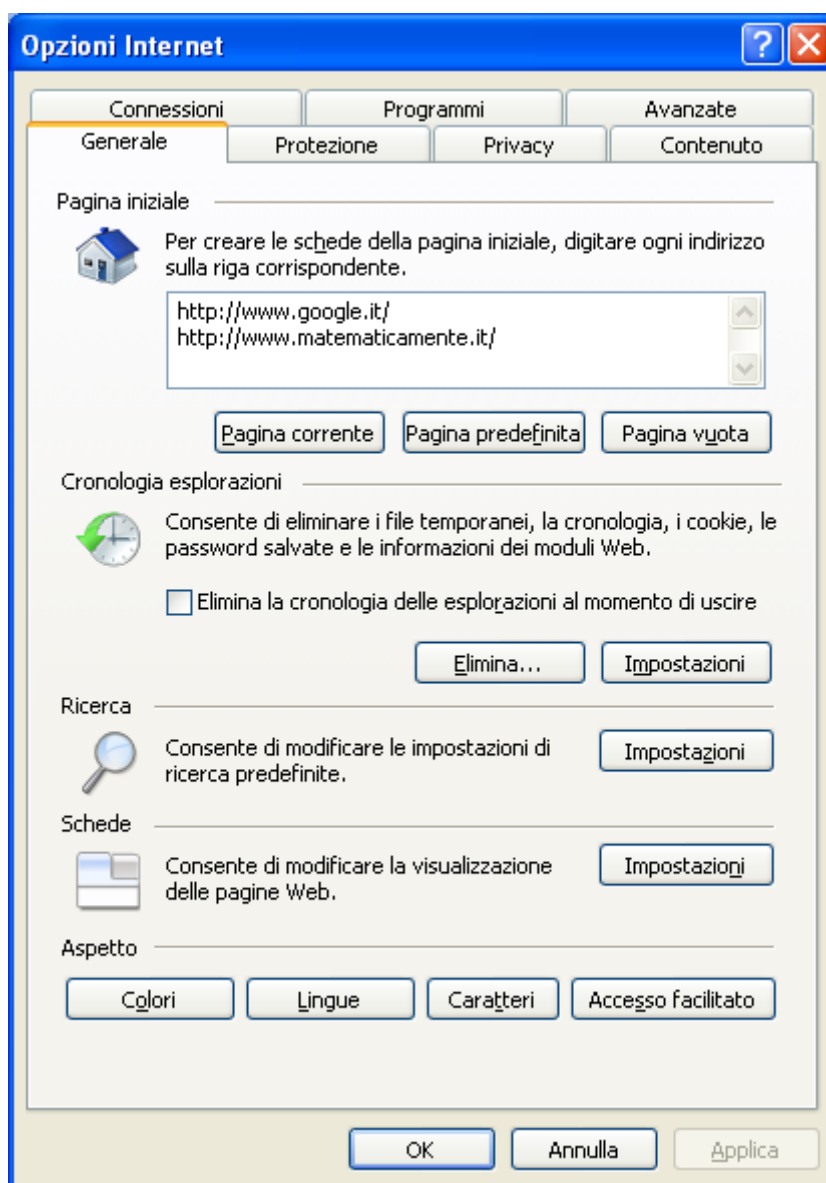 Opzioni Internet
Connessioni Programmi Avanzate
Generale Protezione Privacy Contenuto
Pagina iniziale
Per creare le schede della pagina iniziale, digitare ogni indirizzo
sulla riga corrispondente.
http://www.google.it/
http://www.matematicamente.it/
Pagina corrente Pagina predefinita Pagina vuota
Cronologia esplorazioni
Consente di eliminare i file temporanei, la cronologia, i cookie, le
password salvate e le informazioni dei moduli Web.
Elimina la cronologia delle esplorazioni al momento di uscire
Elimina... Impostazioni
Ricerca
Consente di modificare le impostazioni di
ricerca predefinite.
Impostazioni
Schede
Consente di modificare la visualizzazione
delle pagine Web.
Impostazioni
Aspetto
Colori Lingue Caratteri Accesso facilitato
OK Annulla Applica